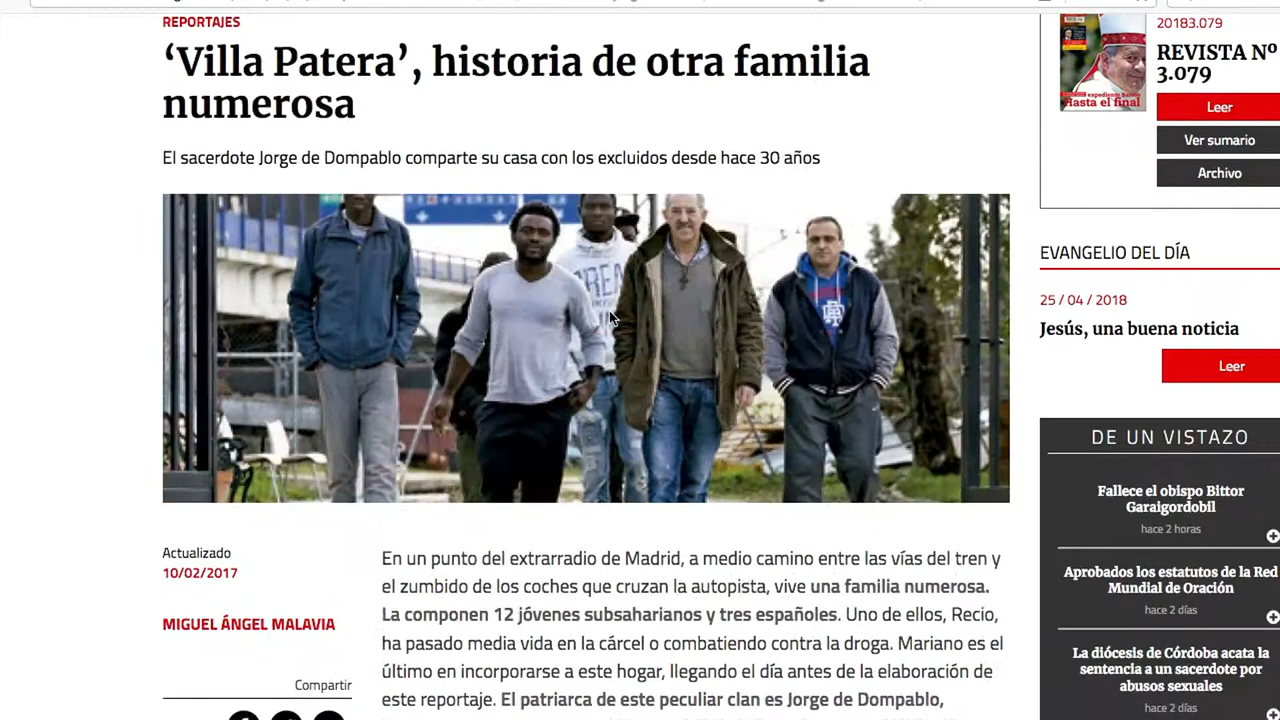 REPORTAJES
‘Villa Patera’, historia de otra familia
numerosa
El sacerdote Jorge de Dompablo comparte su casa con los excluidos desde hace 30 años
Actualizado
10/02/2017
MIGUEL ÁNGEL MALAVIA
Compartir
En un punto del extrarradio de Madrid, a medio camino entre las vías del tren y
el zumbido de los coches que cruzan la autopista, vive una familia numerosa.
La componen 12 jóvenes subsaharianos y tres españoles. Uno de ellos, Recio,
ha pasado media vida en la cárcel o combatiendo contra la droga. Mariano es el
último en incorporarse a este hogar, llegando el día antes de la elaboración de
este reportaje. El patriarca de este peculiar clan es Jorge de Dompablo,
Hasta el final
20183.079
REVISTA Nº
3.079
Leer
Ver sumario
Archivo
EVANGELIO DEL DÍA
25 / 04 / 2018
Jesús, una buena noticia
Leer
DE UN VISTAZO
Fallece el obispo Bittor
Garaigordobil
hace 2 horas
Aprobados los estatutos de la Red
Mundial de Oración
hace 2 días
La diócesis de Córdoba acata la
sentencia a un sacerdote por
abusos sexuales
hace 2 días